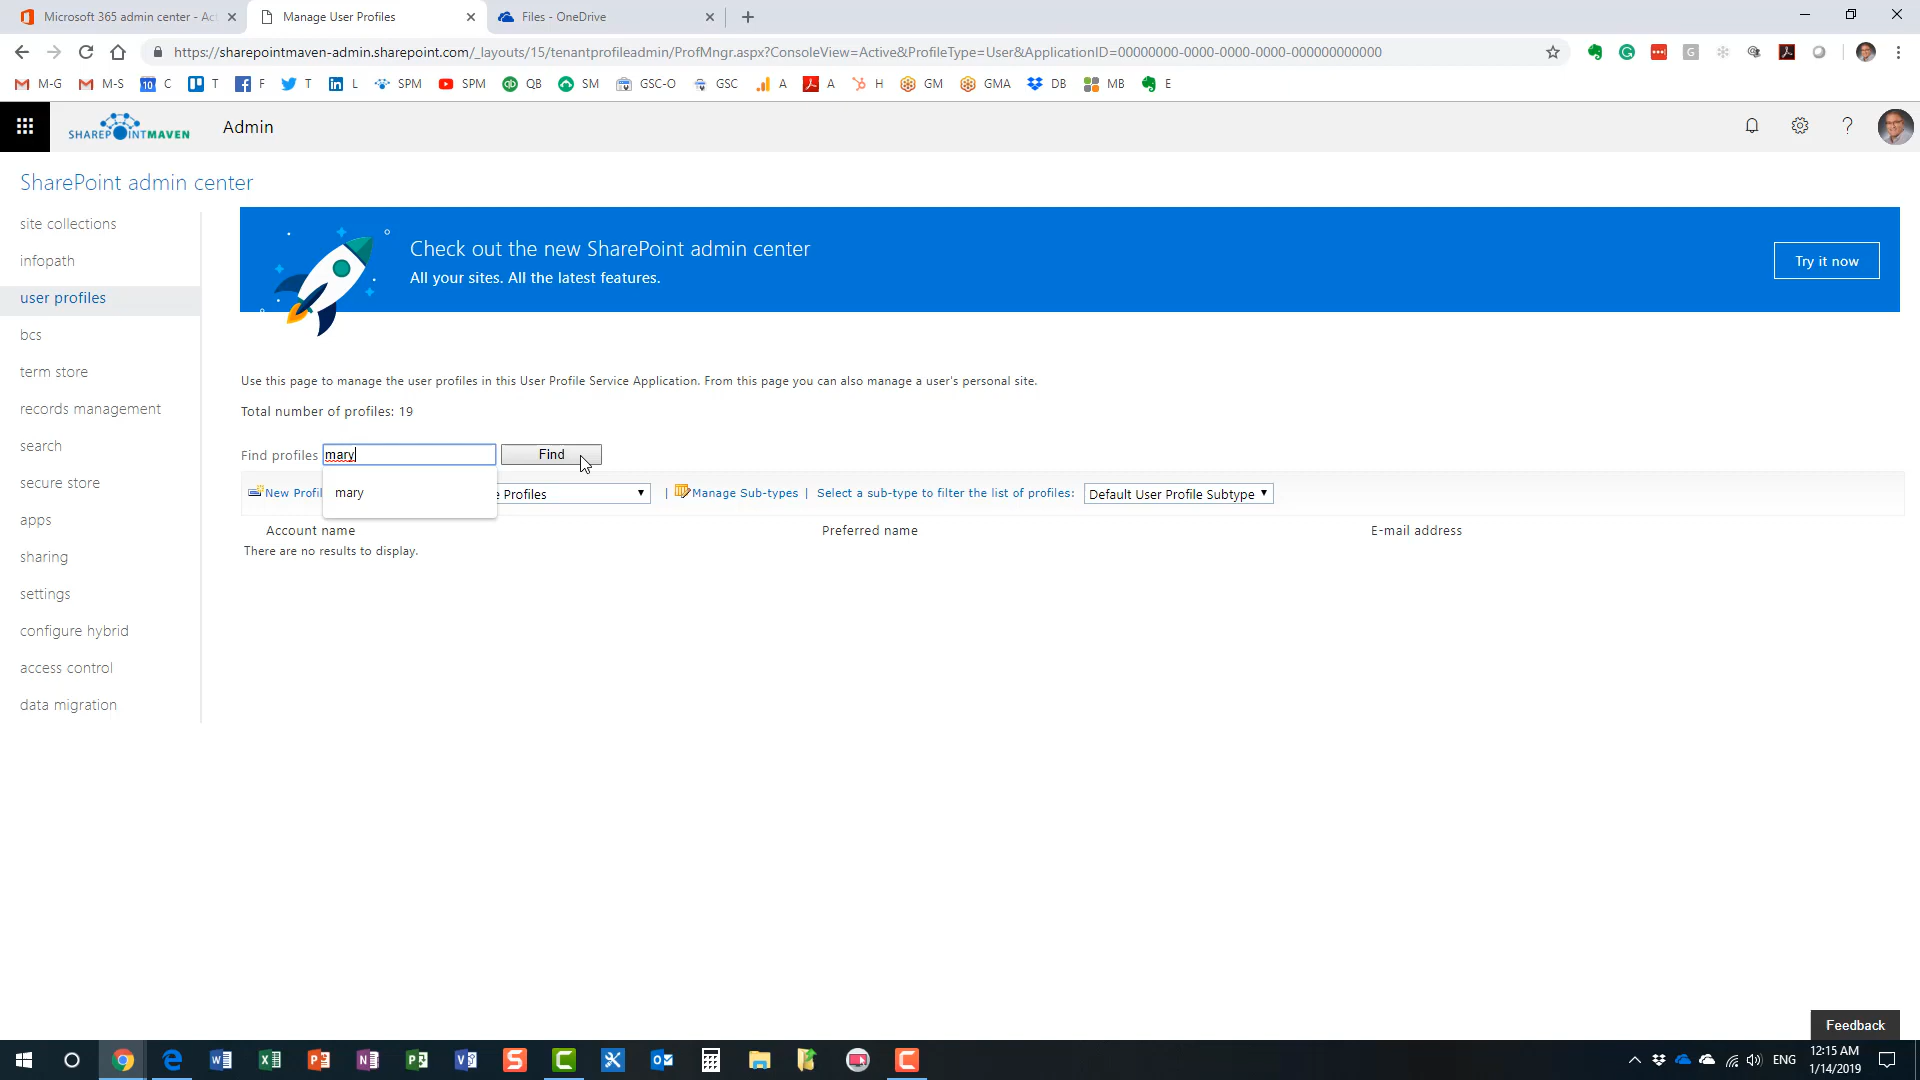 Microsoft 365 admin center - Act
Manage User Profiles
Files - OneDrive
https://sharepointmaven-admin.sharepoint.com/_layouts/15/tenantprofileadmin/ProfMngr.aspx?ConsoleView=Active&ProfileType=User&ApplicationID=00000000-0000-0000-0000-000000000000
M-G M-S C T F T L SPM SPM QB SM GSC-O GSC A A H GM GMA DB MB E
SHAREPOINTMAVEN Admin
SharePoint admin center
site collections
infopath
user profiles
bcs
term store
records management
search
secure store
apps
sharing
settings
configure hybrid
access control
data migration
Check out the new SharePoint admin center
All your sites. All the latest features.
Try it now
Use this page to manage the user profiles in this User Profile Service Application. From this page you can also manage a user's personal site.
Total number of profiles: 19
Find profiles mary Find
mary
New Profil e Profiles | Manage Sub-types | Select a sub-type to filter the list of profiles: Default User Profile Subtype
Account name Preferred name E-mail address
There are no results to display.
Feedback
ENG
12:15 AM
1/14/2019